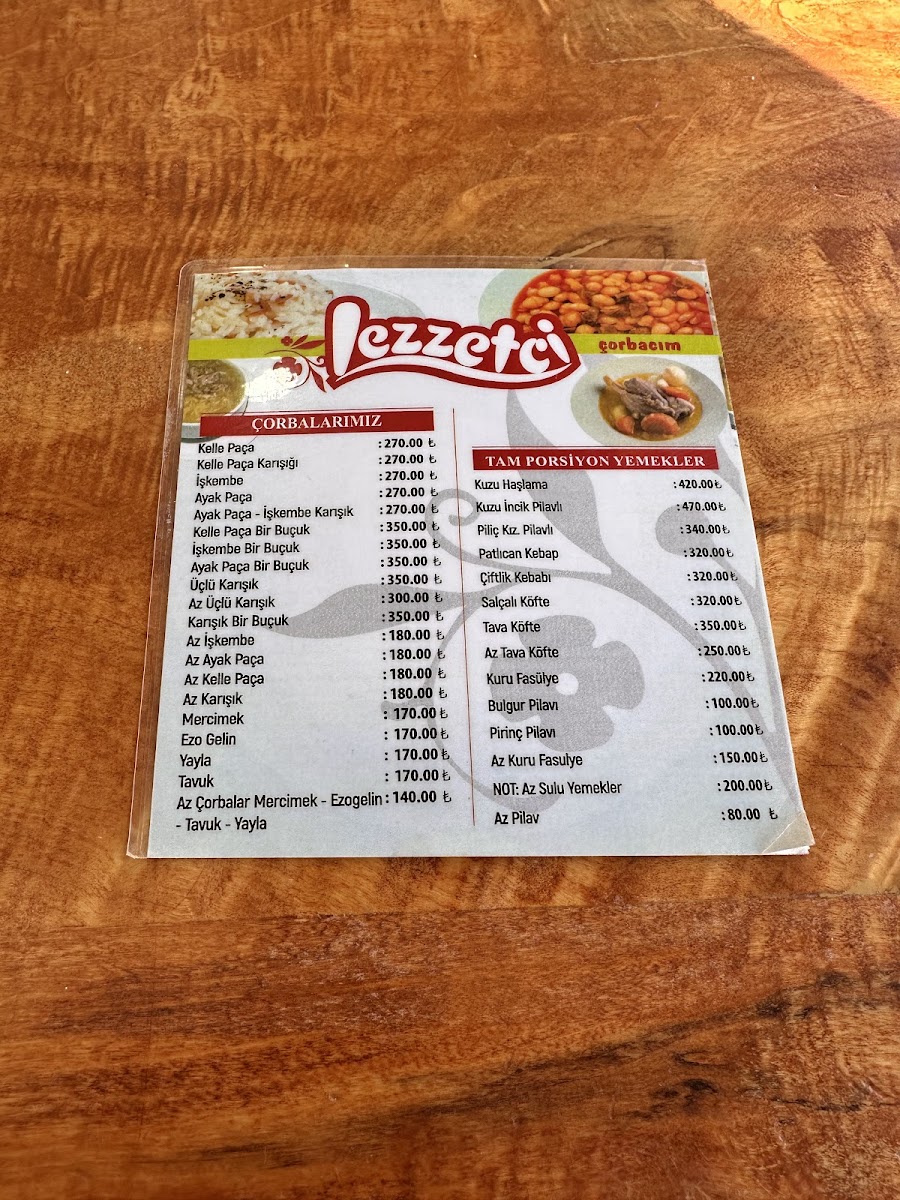 lezzetçi
çorbacım
ÇORBALARIMIZ
Kelle Paça :270.00 ₺
Kelle Paça Karışığı :270.00 ₺
İşkembe :270.00 ₺
Ayak Paça :270.00 ₺
Ayak Paça - İşkembe Karışık :270.00 ₺
Kelle Paça Bir Buçuk :350.00 ₺
İşkembe Bir Buçuk :350.00 ₺
Ayak Paça Bir Buçuk :350.00 ₺
Üçlü Karışık :350.00 ₺
Az Üçlü Karışık :300.00 ₺
Karışık Bir Buçuk :350.00 ₺
Az İşkembe :180.00 ₺
Az Ayak Paça :180.00 ₺
Az Kelle Paça :180.00 ₺
Az Karışık :180.00 ₺
Mercimek : 170.00 ₺
Ezo Gelin : 170.00 ₺
Yayla : 170.00 ₺
Tavuk : 170.00 ₺
Az Çorbalar Mercimek - Ezogelin : 140.00 ₺
- Tavuk - Yayla
TAM PORSİYON YEMEKLER
Kuzu Haşlama :420.00₺
Kuzu İncik Pilavlı :470.00₺
Piliç Kız. Pilavlı :340.00₺
Patlıcan Kebap :320.00₺
Çiftlik Kebabı :320.00₺
Salçalı Köfte :320.00₺
Tava Köfte :350.00₺
Az Tava Köfte :250.00₺
Kuru Fasülye :220.00₺
Bulgur Pilavı :100.00₺
Pirinç Pilavı :100.00₺
Az Kuru Fasulye :150.00₺
NOT: Az Sulu Yemekler :200.00₺
Az Pilav :80.00 ₺